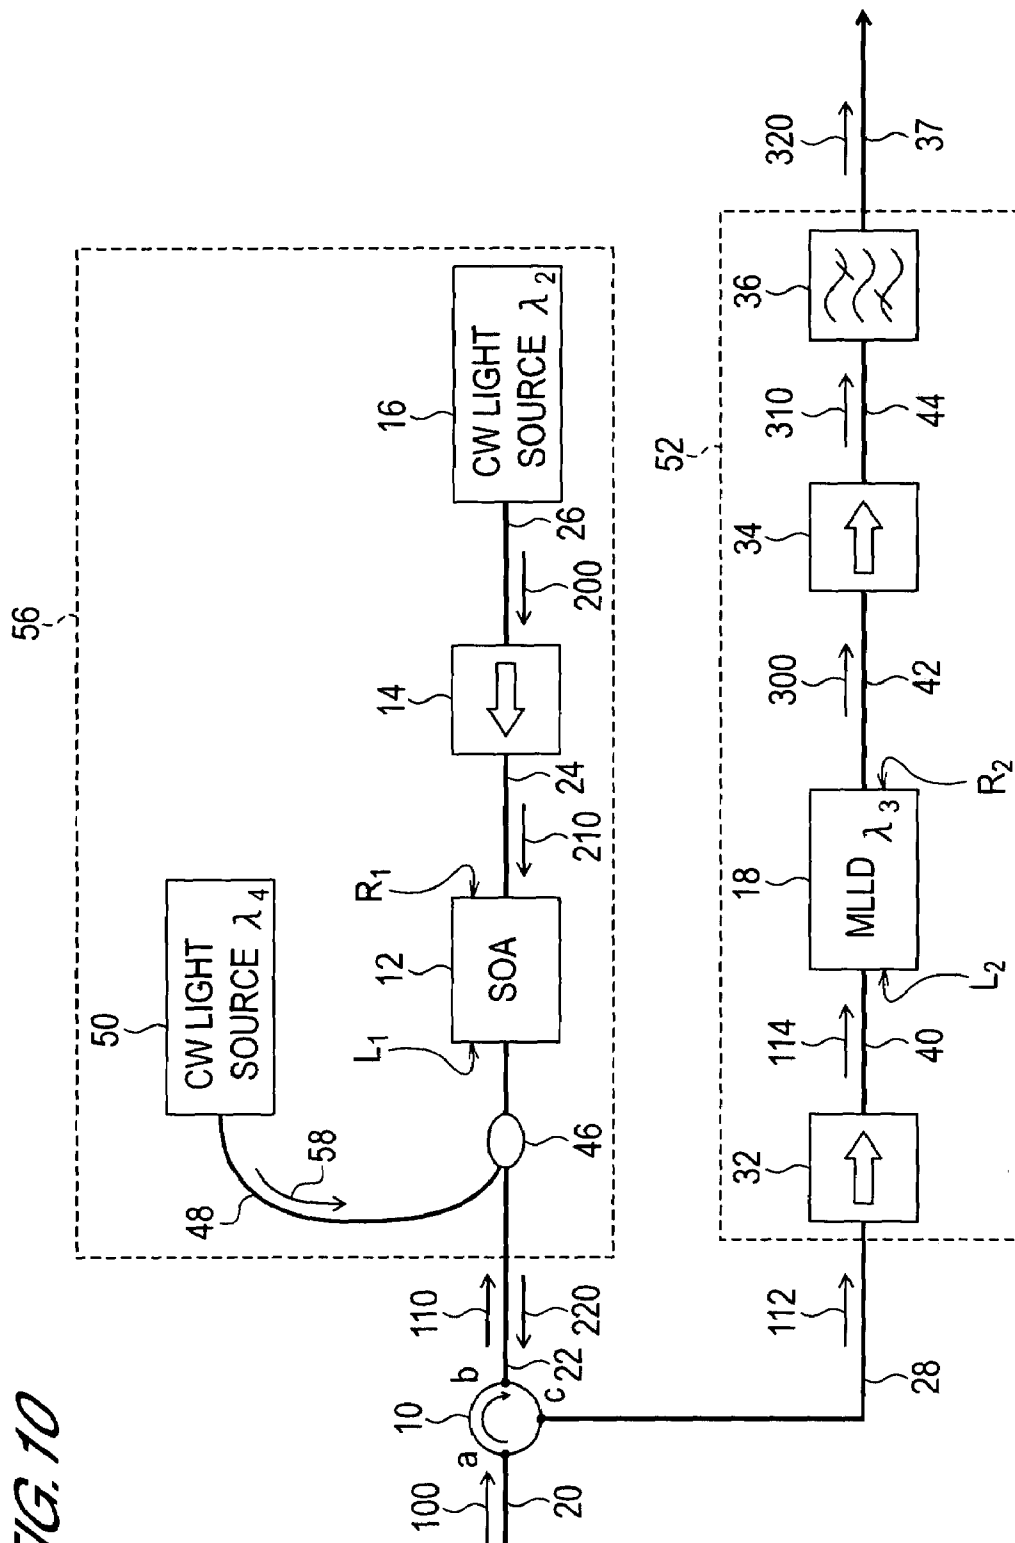 FIG. 10
56
50
CW LIGHT
SOURCE λ4
48
58
L1
12
SOA
R1
14
16
CW LIGHT
SOURCE λ2
46
24
210
26
200
100
20
a
10
b
c
110
22
220
112
28
52
32
114
40
L2
18
MLLD
λ3
R2
300
42
34
310
44
36
320
37